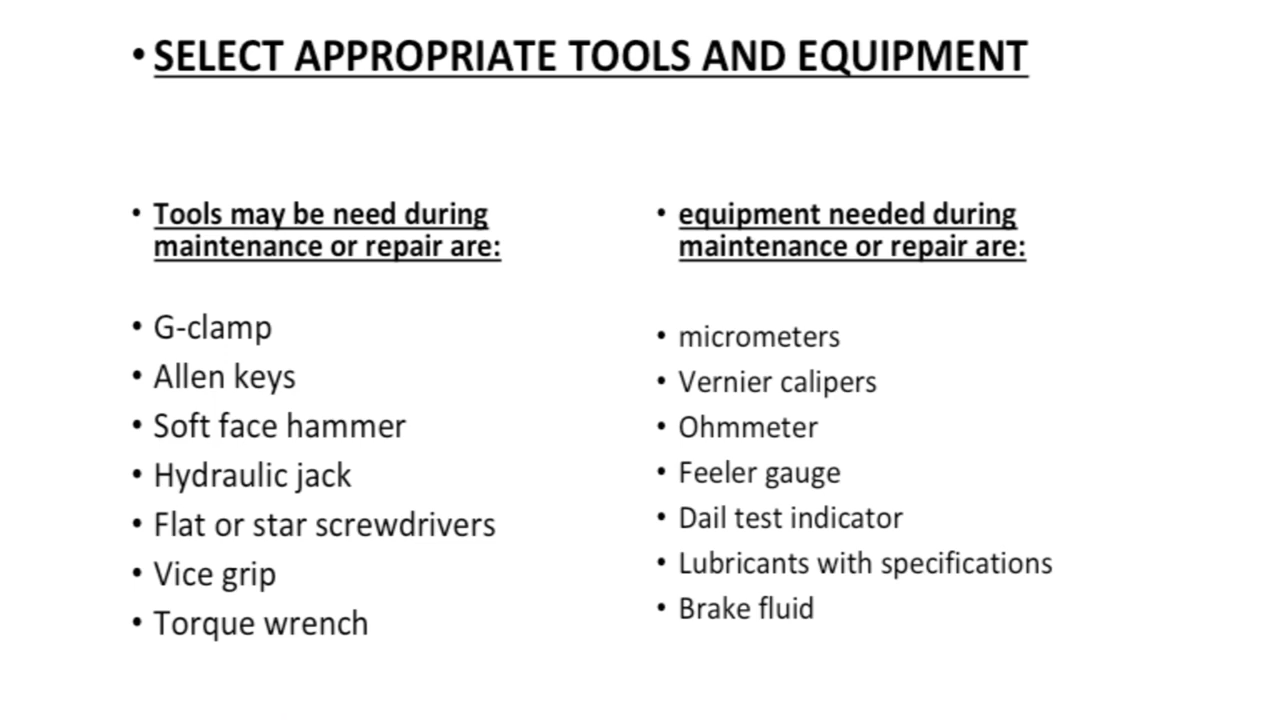 • SELECT APPROPRIATE TOOLS AND EQUIPMENT
• Tools may be need during
maintenance or repair are:
• G-clamp
• Allen keys
• Soft face hammer
• Hydraulic jack
• Flat or star screwdrivers
• Vice grip
• Torque wrench
• equipment needed during
maintenance or repair are:
• micrometers
• Vernier calipers
• Ohmmeter
• Feeler gauge
• Dail test indicator
• Lubricants with specifications
• Brake fluid